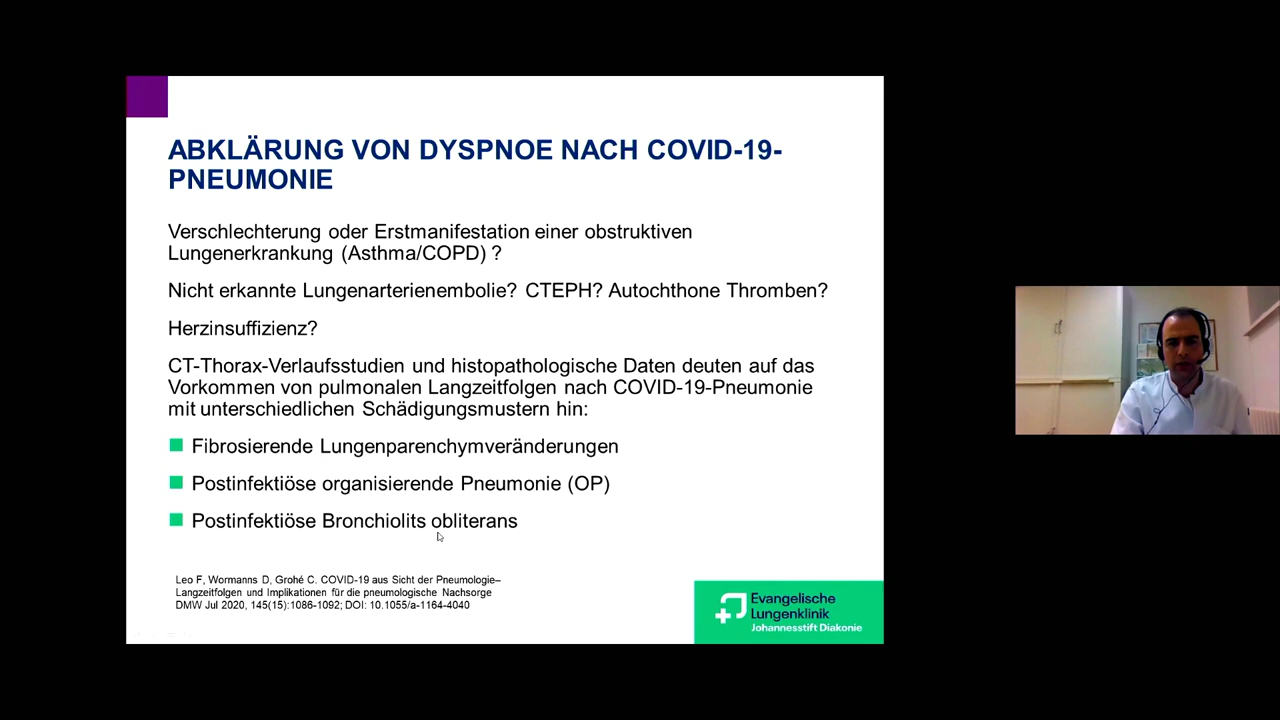 ABKLÄRUNG VON DYSPNOE NACH COVID-19-
PNEUMONIE
Verschlechterung oder Erstmanifestation einer obstruktiven
Lungenerkrankung (Asthma/COPD) ?
Nicht erkannte Lungenarterienembolie? CTEPH? Autochthone Thromben?
Herzinsuffizienz?
CT-Thorax-Verlaufsstudien und histopathologische Daten deuten auf das
Vorkommen von pulmonalen Langzeitfolgen nach COVID-19-Pneumonie
mit unterschiedlichen Schädigungsmustern hin:
Fibrosierende Lungenparenchymveränderungen
Postinfektiöse organisierende Pneumonie (OP)
Postinfektiöse Bronchiolits obliterans
Leo F, Wormanns D, Grohé C. COVID-19 aus Sicht der Pneumologie–
Langzeitfolgen und Implikationen für die pneumologische Nachsorge
DMW Jul 2020, 145(15):1086-1092; DOI: 10.1055/a-1164-4040
Evangelische
Lungenklinik
Johannesstift Diakonie